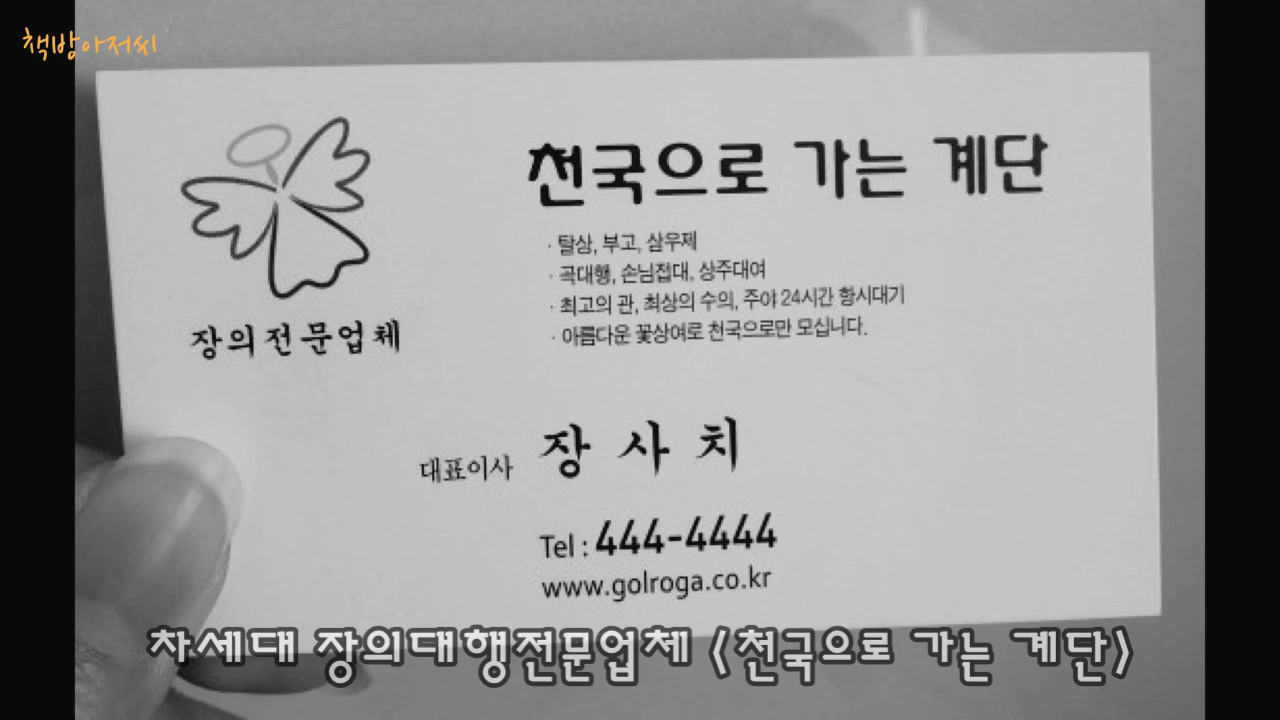 책방아저씨
천국으로 가는 계단
· 탈상, 부고, 삼우제
· 곡대행, 손님접대, 상주대여
· 최고의 관, 최상의 수의, 주야 24시간 항시대기
· 아름다운 꽃상여로 천국으로만 모십니다.
장의전문업체
대표이사 장 사 치
Tel : 444-4444
www.golroga.co.kr
차세대 장의대행전문업체 〈천국으로 가는 계단〉